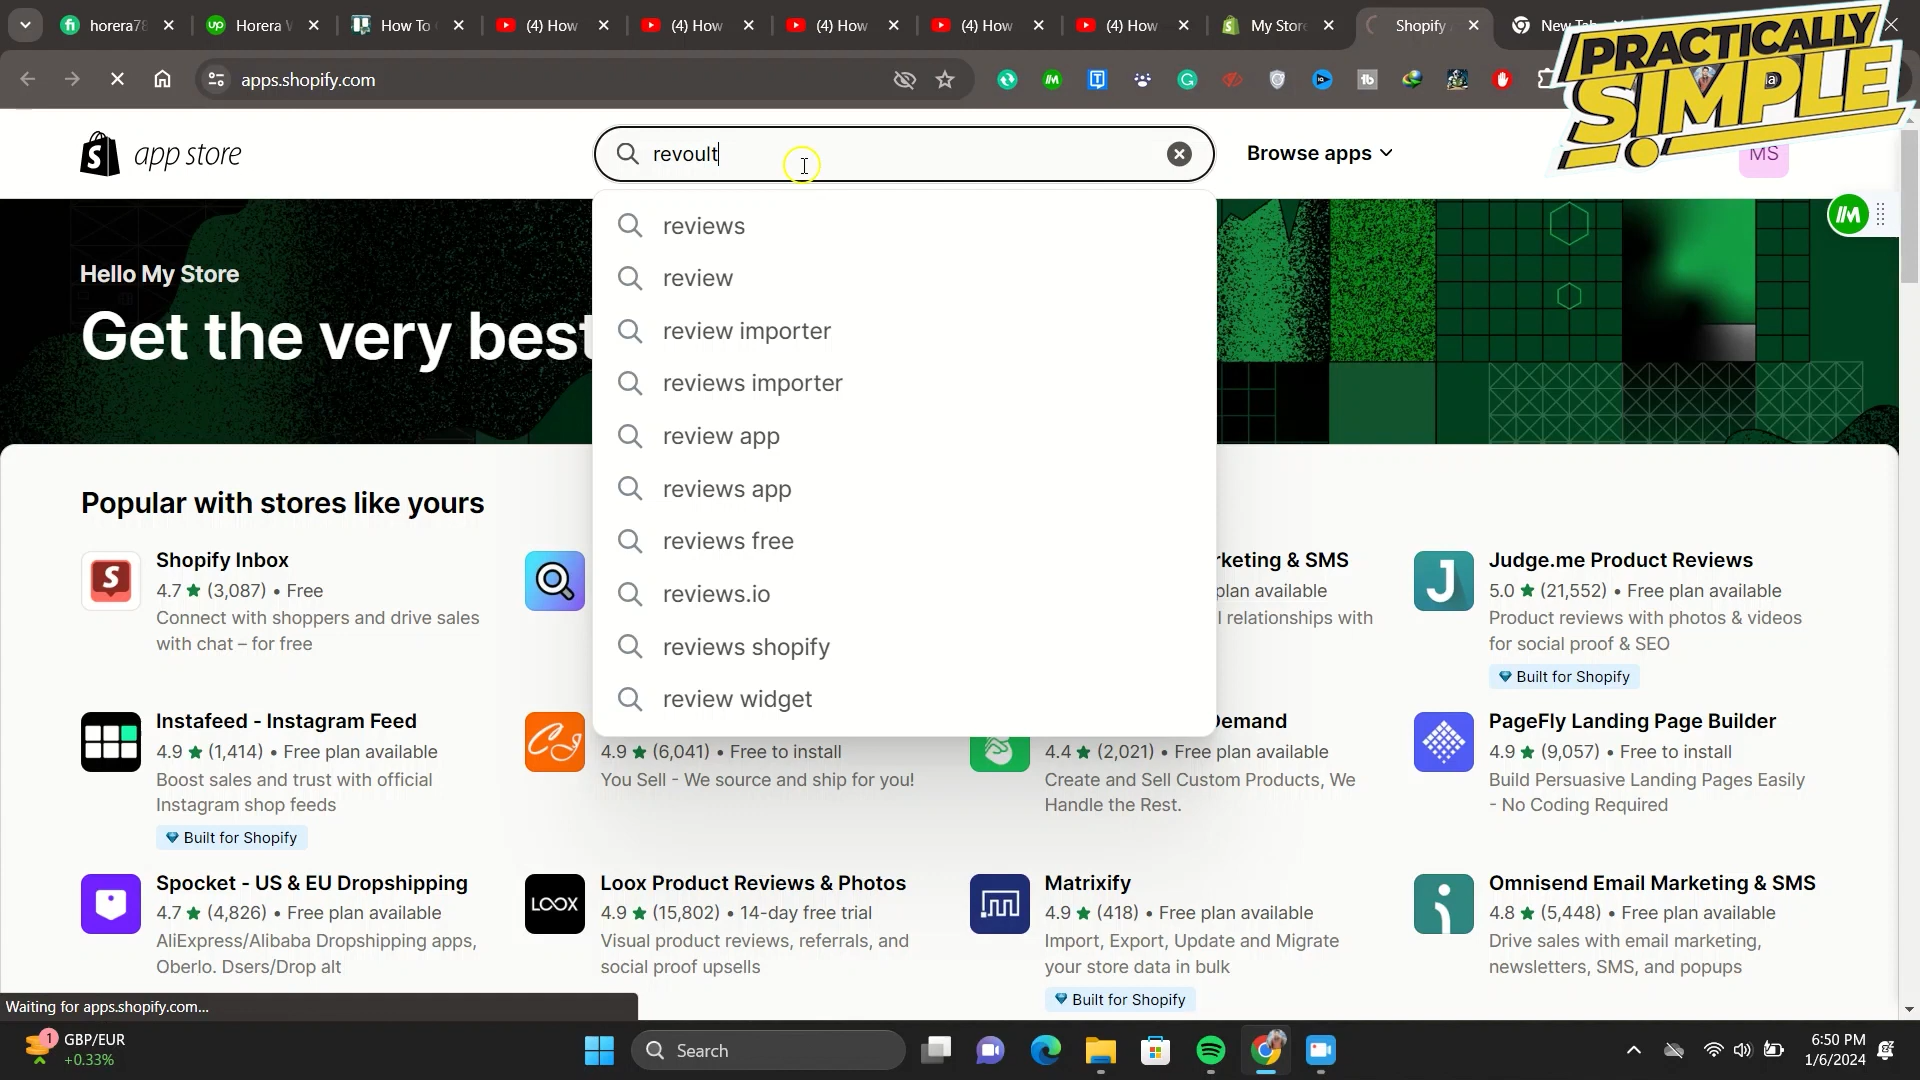 horera78
Horera V
How To
(4) How
(4) How
(4) How
(4) How
(4) How
My Stor
Shopify
New Tab
PRACTICALLY
SIMPLE
apps.shopify.com
app store
revoult
Browse apps
MS
reviews
review
review importer
reviews importer
review app
reviews app
reviews free
reviews.io
reviews shopify
review widget
Hello My Store
Get the very best
Popular with stores like yours
Shopify Inbox
4.7 ★ (3,087) • Free
Connect with shoppers and drive sales
with chat – for free
rketing & SMS
plan available
l relationships with
Judge.me Product Reviews
5.0 ★ (21,552) • Free plan available
Product reviews with photos & videos
for social proof & SEO
Built for Shopify
Instafeed - Instagram Feed
4.9 ★ (1,414) • Free plan available
Boost sales and trust with official
Instagram shop feeds
Built for Shopify
4.9 ★ (6,041) • Free to install
You Sell - We source and ship for you!
Demand
4.4 ★ (2,021) • Free plan available
Create and Sell Custom Products, We
Handle the Rest.
PageFly Landing Page Builder
4.9 ★ (9,057) • Free to install
Build Persuasive Landing Pages Easily
- No Coding Required
Spocket - US & EU Dropshipping
4.7 ★ (4,826) • Free plan available
AliExpress/Alibaba Dropshipping apps,
Oberlo. Dsers/Drop alt
LOOX
Loox Product Reviews & Photos
4.9 ★ (15,802) • 14-day free trial
Visual product reviews, referrals, and
social proof upsells
Matrixify
4.9 ★ (418) • Free plan available
Import, Export, Update and Migrate
your store data in bulk
Built for Shopify
Omnisend Email Marketing & SMS
4.8 ★ (5,448) • Free plan available
Drive sales with email marketing,
newsletters, SMS, and popups
Waiting for apps.shopify.com...
1
GBP/EUR
+0.33%
Search
6:50 PM
1/6/2024